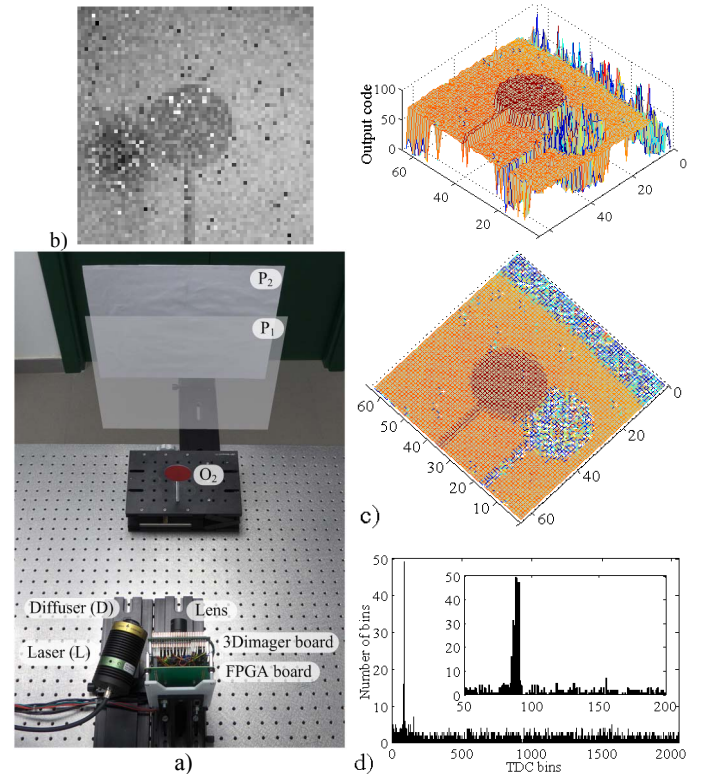 b)
Output code
100
50
0
60
40
20
20
40
0
P₂
P₁
O₂
Diffuser (D)
Lens
Laser (L)
3Dimager board
FPGA board
a)
60
50
40
30
20
10
0
20
40
60
c)
Number of bins
50
40
30
20
10
0
50
40
30
20
10
0
50
100
150
200
0
500
1000
1500
2000
TDC bins
d)